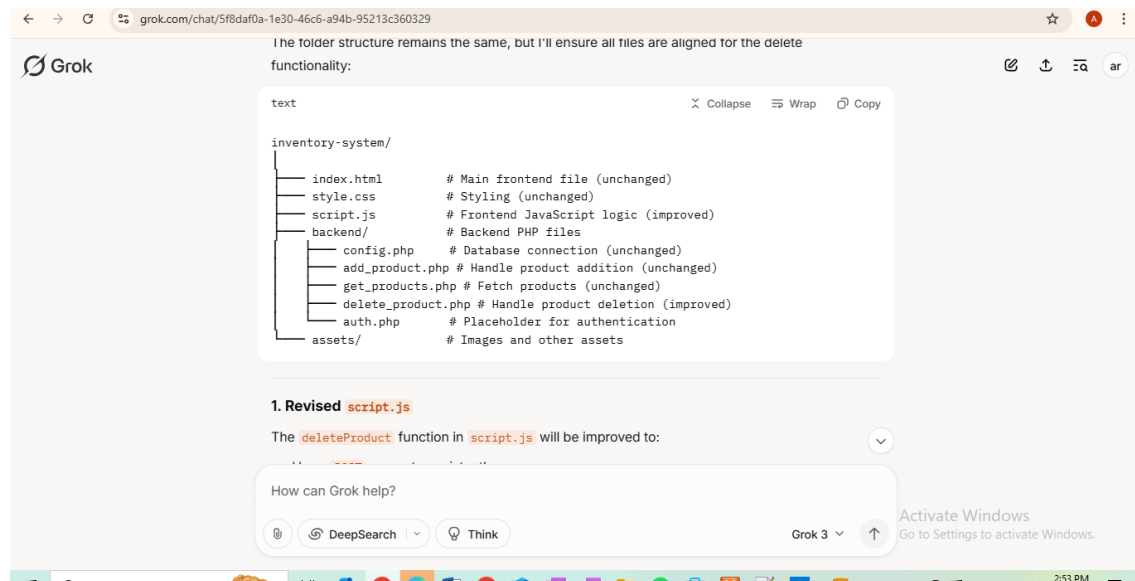 grok.com/chat/5f8daf0a-1e30-46c6-a94b-95213c360329
A
Grok
ar
The folder structure remains the same, but I'll ensure all files are aligned for the delete
functionality:
text Collapse Wrap Copy
inventory-system/
index.html # Main frontend file (unchanged)
style.css # Styling (unchanged)
script.js # Frontend JavaScript logic (improved)
backend/ # Backend PHP files
config.php # Database connection (unchanged)
add_product.php # Handle product addition (unchanged)
get_products.php # Fetch products (unchanged)
delete_product.php # Handle product deletion (improved)
auth.php # Placeholder for authentication
assets/ # Images and other assets
1. Revised script.js
The deleteProduct function in script.js will be improved to:
How can Grok help?
DeepSearch Think Grok 3
Activate Windows
Go to Settings to activate Windows.
2:53 PM